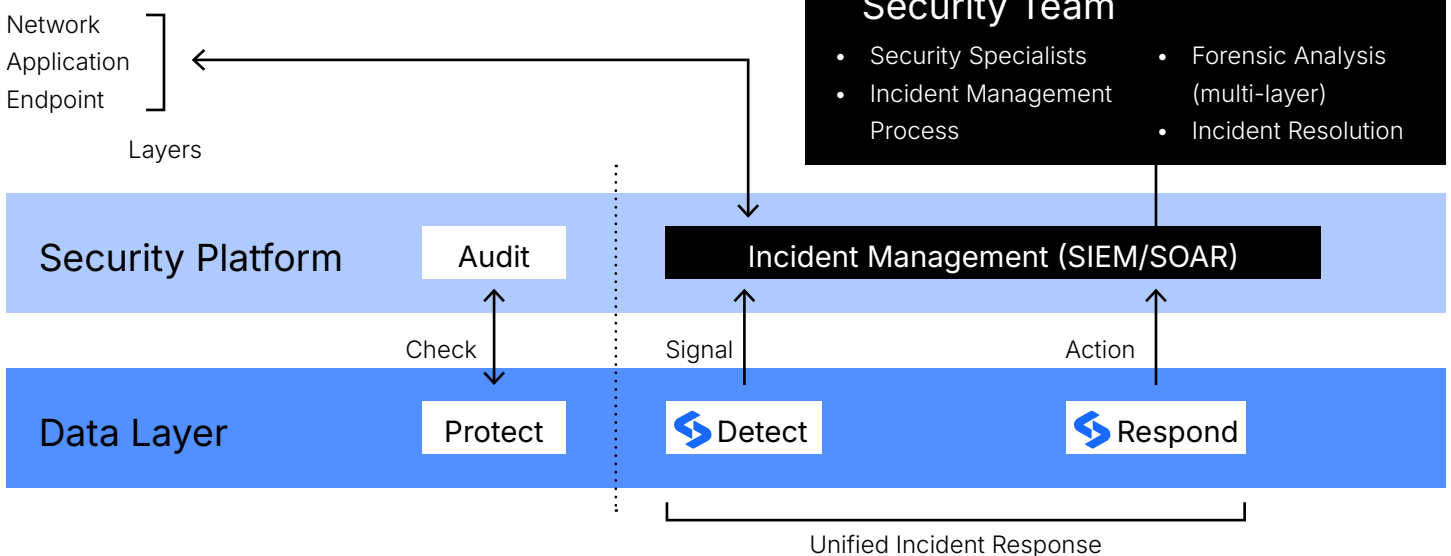 Security Team
Network
Application
Endpoint
Layers
• Security Specialists
• Incident Management
Process
• Forensic Analysis
(multi-layer)
• Incident Resolution
Security Platform
Audit
Incident Management (SIEM/SOAR)
Check
Signal
Action
Data Layer
Protect
Detect
Respond
Unified Incident Response